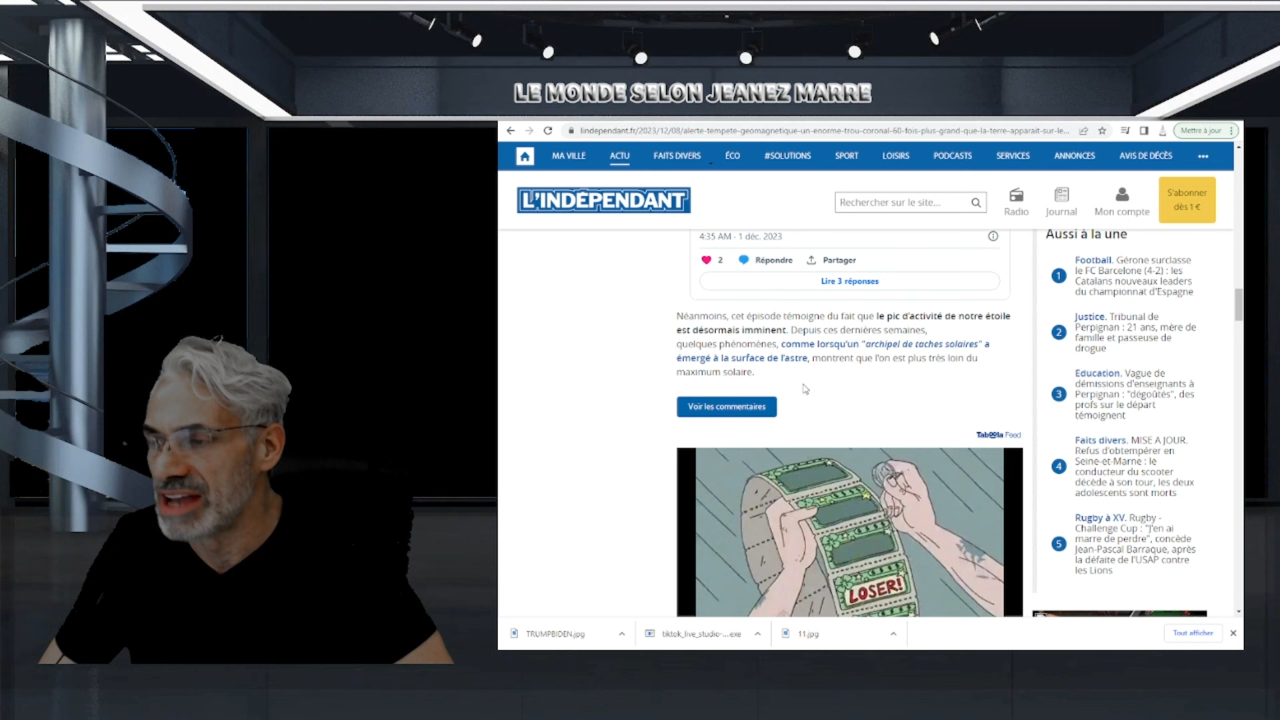 LE MONDE SELON JEANEZ MARRE
lindependant.fr/2023/12/08/alerte-tempete-geomagnetique-un-enorme-trou-coronal-60-fois-plus-grand-que-la-terre-apparait-sur-le...
Mettre à jour
MA VILLE ACTU FAITS DIVERS ÉCO #SOLUTIONS SPORT LOISIRS PODCASTS SERVICES ANNONCES AVIS DE DÉCÈS
L'INDÉPENDANT
Rechercher sur le site...
Radio
Journal
Mon compte
S'abonner
dès 1 €
4:35 AM · 1 déc. 2023
2 Répondre Partager
Lire 3 réponses
Néanmoins, cet épisode témoigne du fait que le pic d'activité de notre étoile
est désormais imminent. Depuis ces dernières semaines,
quelques phénomènes, comme lorsqu'un "archipel de taches solaires" a
émergé à la surface de l'astre, montrent que l'on est plus très loin du
maximum solaire.
Voir les commentaires
Taboola Feed
LOSER!
Aussi à la une
1
Football. Gérone surclasse
le FC Barcelone (4-2) : les
Catalans nouveaux leaders
du championnat d'Espagne
2
Justice. Tribunal de
Perpignan : 21 ans, mère de
famille et passeuse de
drogue
3
Education. Vague de
démissions d'enseignants à
Perpignan : "dégoûtés", des
profs sur le départ
témoignent
4
Faits divers. MISE A JOUR.
Refus d'obtempérer en
Seine-et-Marne : le
conducteur du scooter
décède à son tour, les deux
adolescents sont morts
5
Rugby à XV. Rugby -
Challenge Cup : "J'en ai
marre de perdre", concède
Jean-Pascal Barraque, après
la défaite de l'USAP contre
les Lions
TRUMPBIDEN.jpg
tiktok_live_studio-....exe
11.jpg
Tout afficher